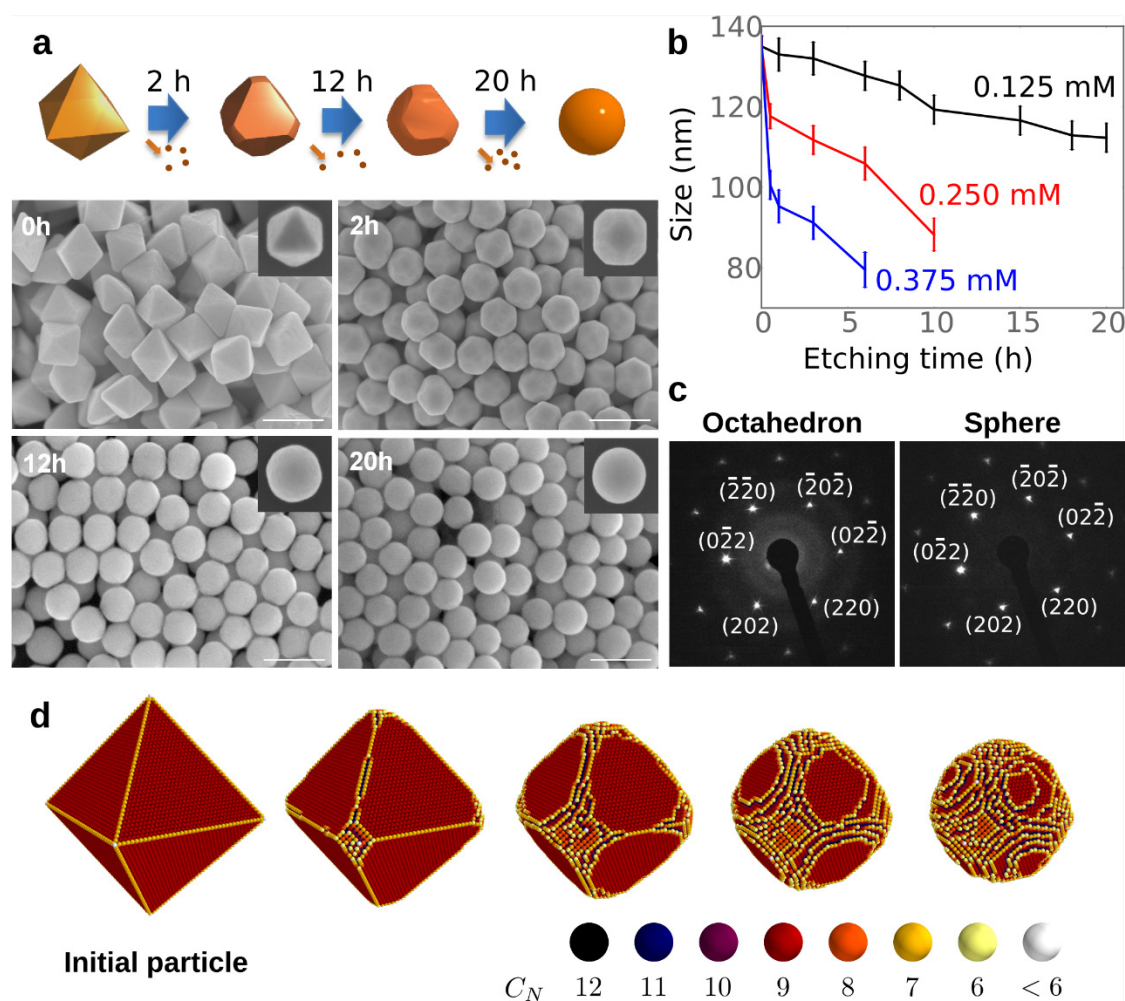 a
2 h
12 h
20 h
0h
2h
12h
20h
b
140
120
100
80
Size (nm)
0
5
10
15
20
Etching time (h)
0.125 mM
0.250 mM
0.375 mM
c
Octahedron
Sphere
(2̄2̄0)
(2̄02̄)
(02̄2)
(022̄)
(202)
(220)
(2̄2̄0)
(2̄02̄)
(02̄2)
(022̄)
(202)
(220)
d
Initial particle
C_N 12 11 10 9 8 7 6 < 6